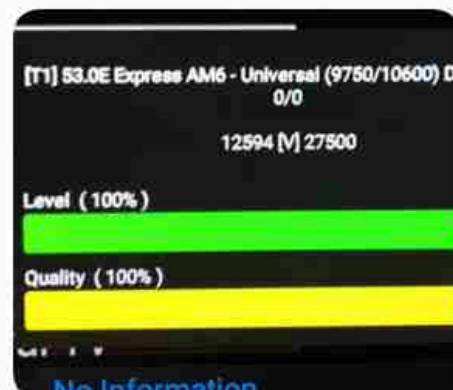 [T1] 53.0E Express AM6 - Universal (9750/10600) D
0/0
12594 [V] 27500
Level ( 100% )
Quality ( 100% )
No Information